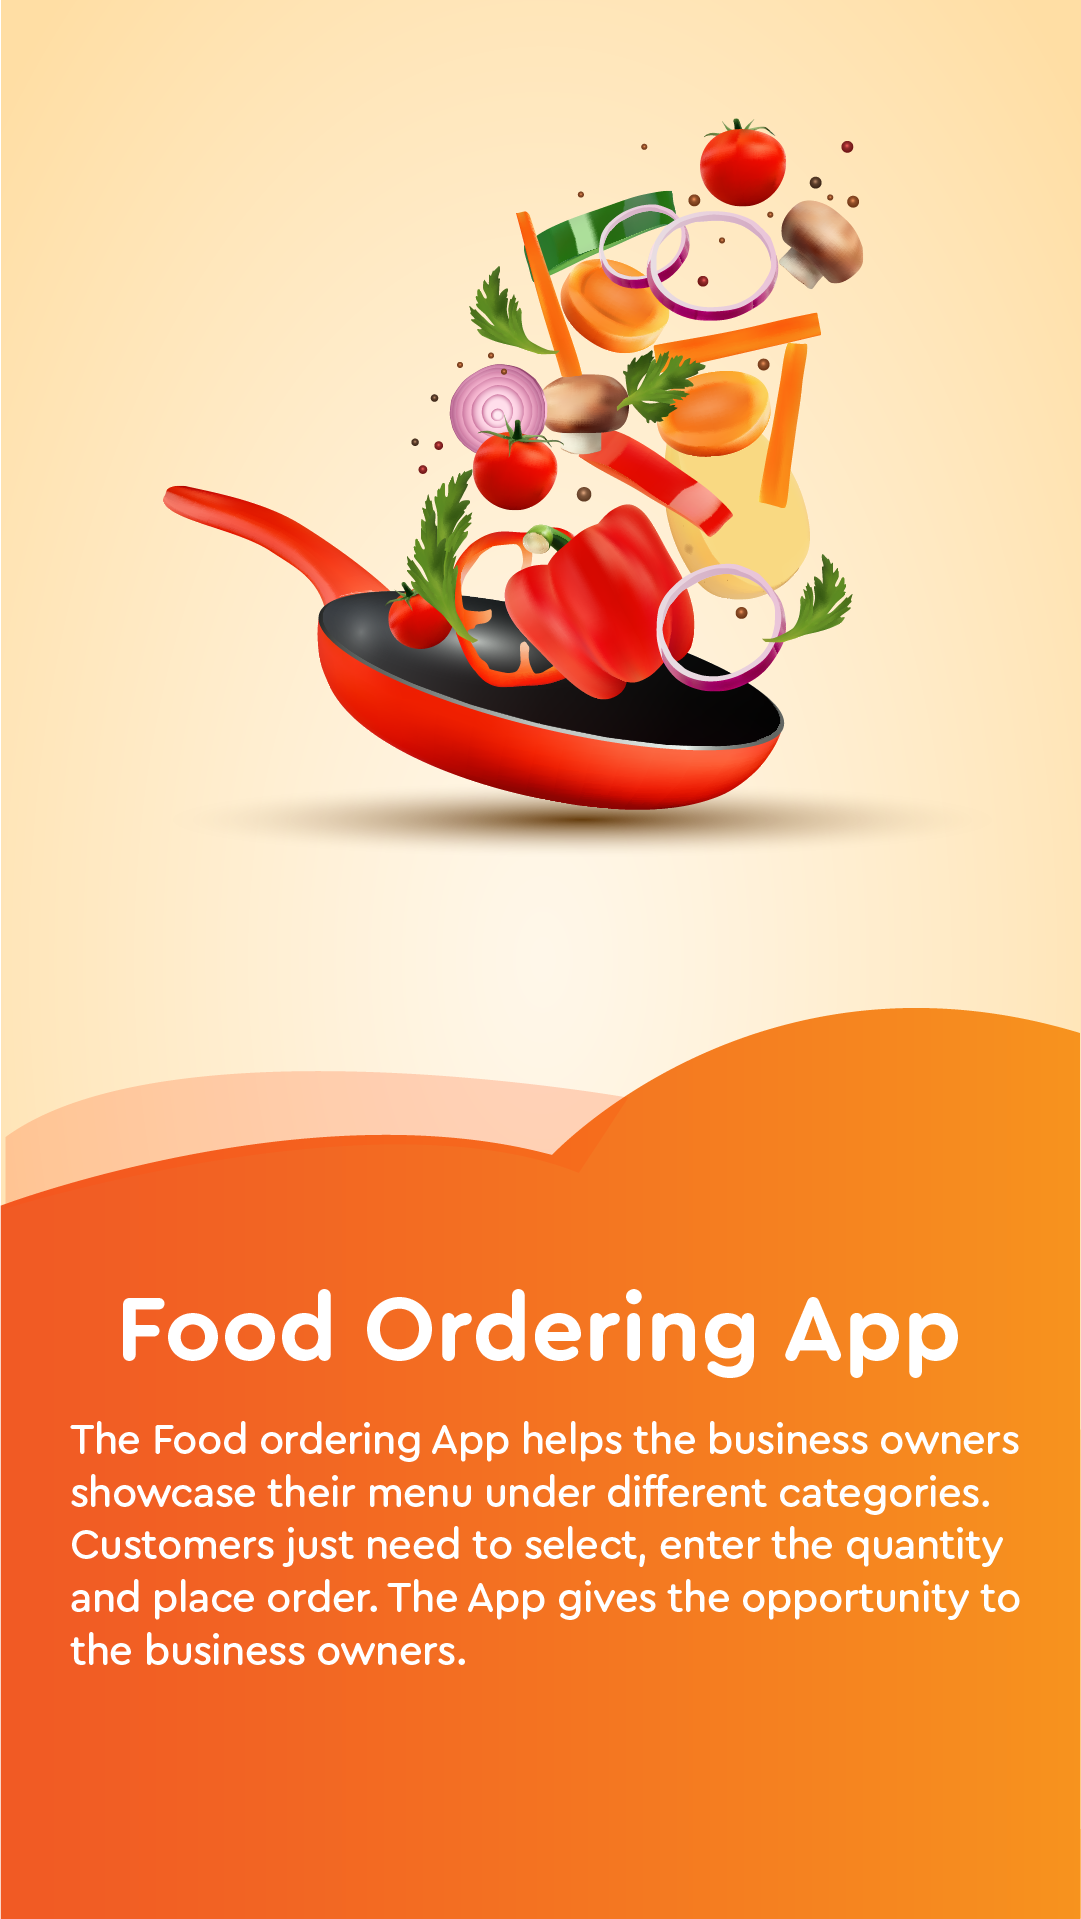 Food Ordering App
The Food ordering App helps the business owners
showcase their menu under different categories.
Customers just need to select, enter the quantity
and place order. The App gives the opportunity to
the business owners.